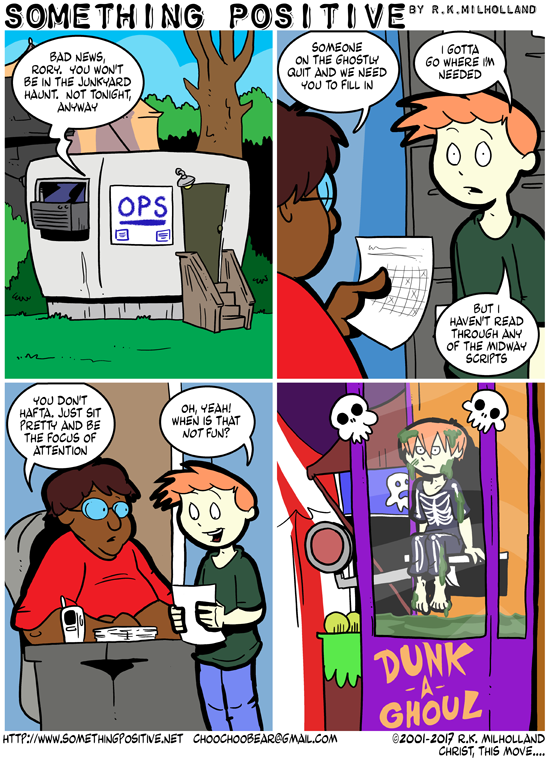 SOMETHING POSITIVE BY R.K.MILHOLLAND
BAD NEWS,
RORY. YOU WON'T
BE IN THE JUNKYARD
HAUNT. NOT TONIGHT,
ANYWAY
OPS
SOMEONE
ON THE GHOSTLY
QUIT AND WE NEED
YOU TO FILL IN
I GOTTA
GO WHERE I'M
NEEDED
BUT I
HAVEN'T READ
THROUGH ANY
OF THE MIDWAY
SCRIPTS
YOU DON'T
HAFTA. JUST SIT
PRETTY AND BE
THE FOCUS OF
ATTENTION
OH, YEAH!
WHEN IS THAT
NOT FUN?
DUNK
-A-
GHOUL
HTTP://WWW.SOMETHINGPOSITIVE.NET CHOOCHOOBEAR@GMAIL.COM ©2001-2017 R.K. MILHOLLAND
CHRIST, THIS MOVE....